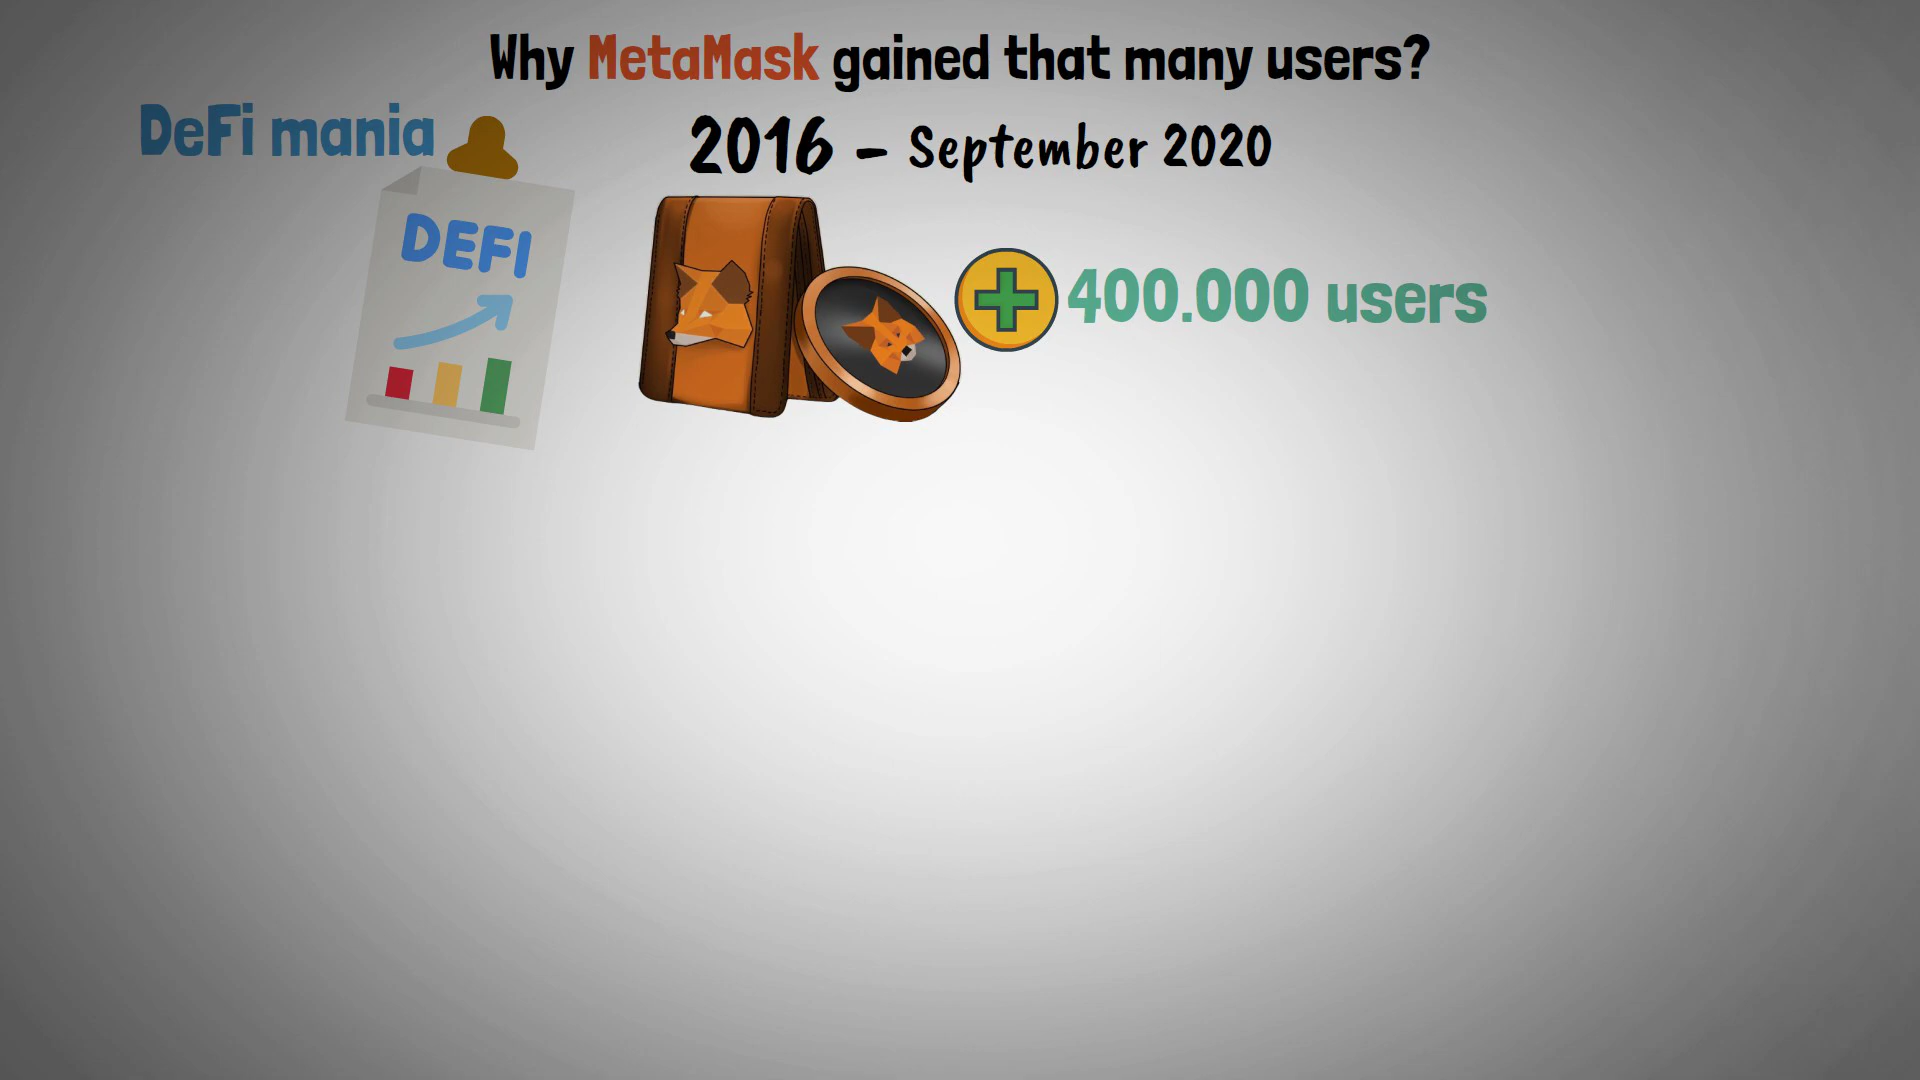 Why MetaMask gained that many users?
DeFi mania
2016 - September 2020
DEFI
400.000 users